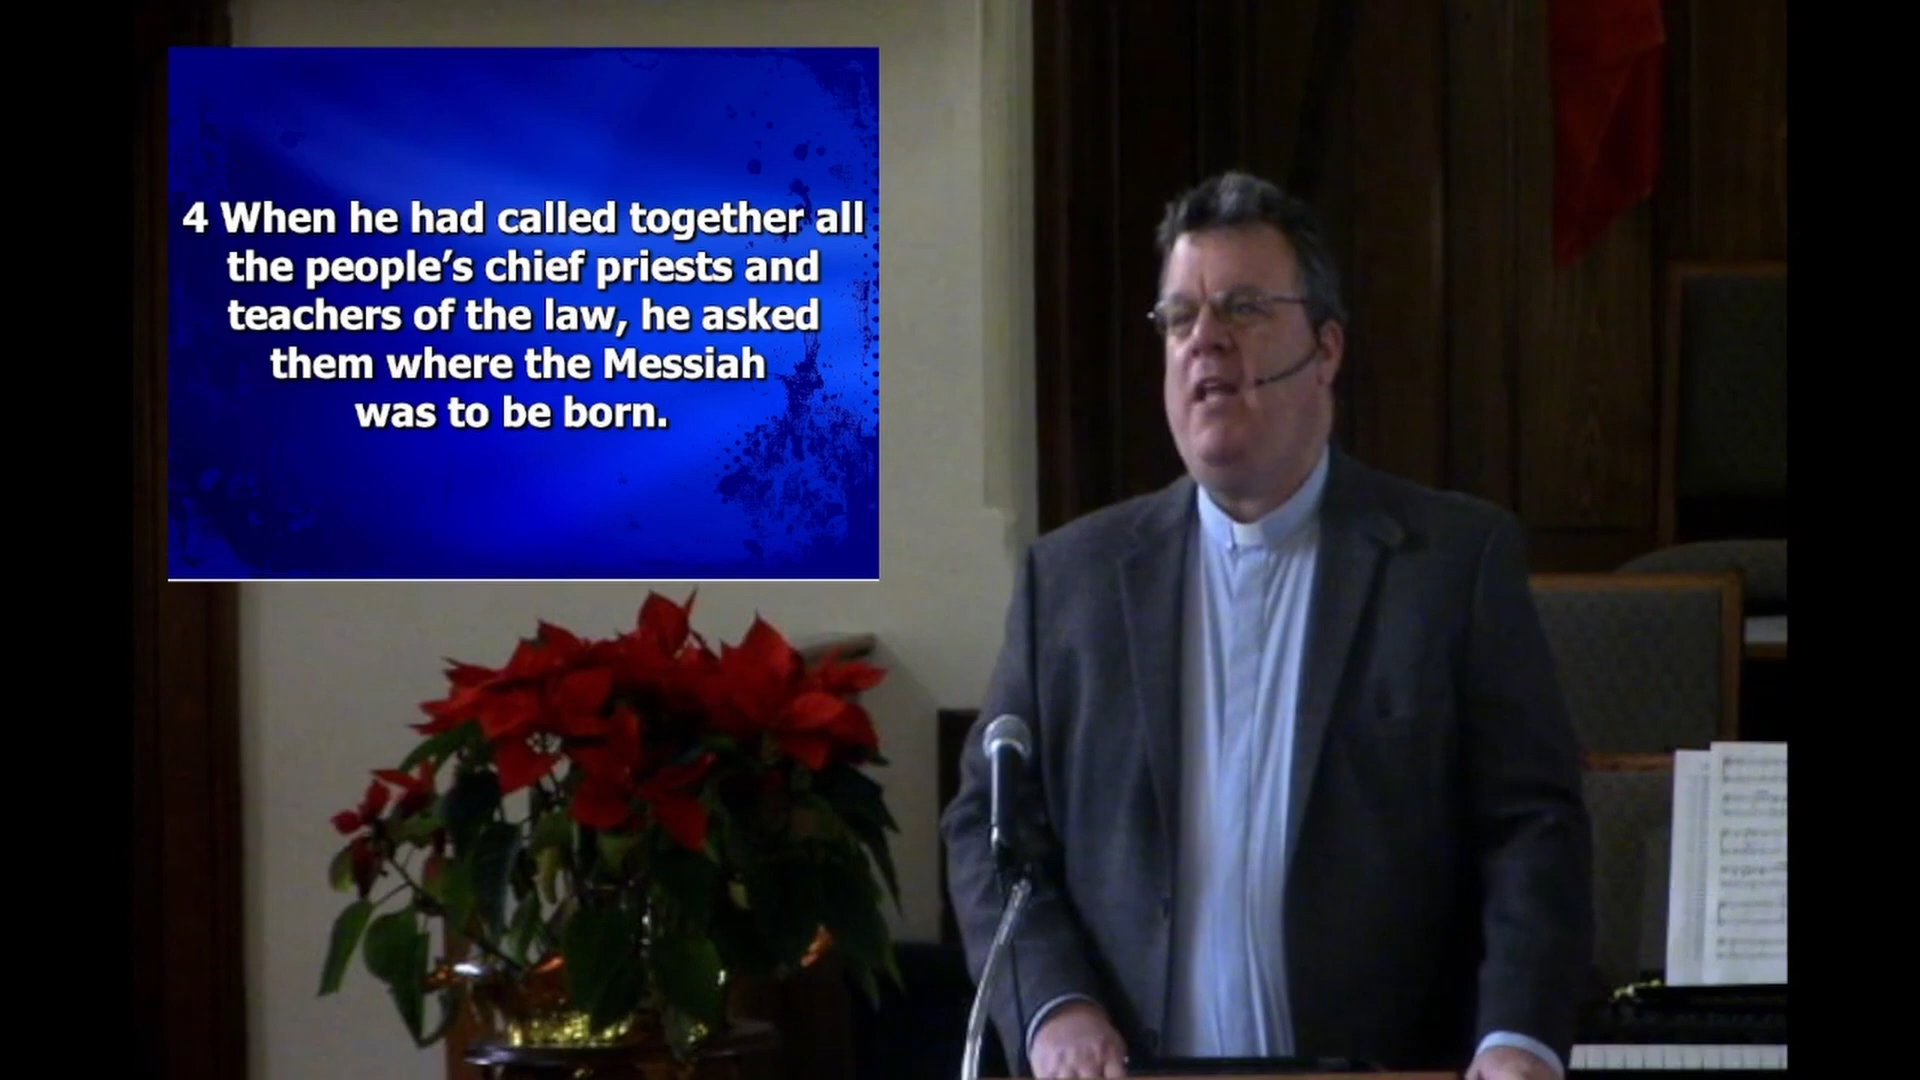 4 When he had called together all
the people’s chief priests and
teachers of the law, he asked
them where the Messiah
was to be born.